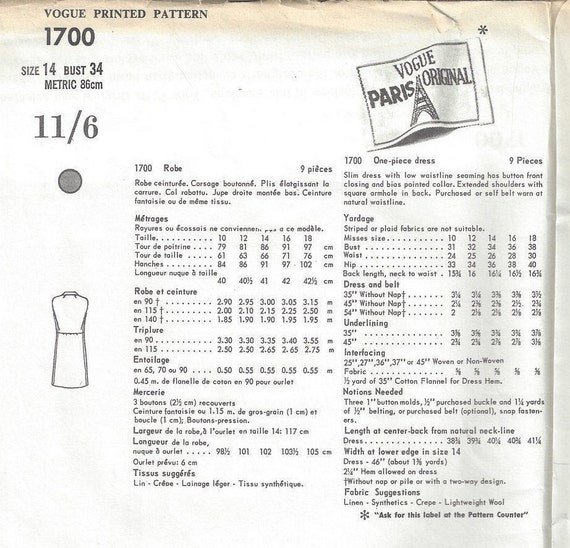 VOGUE PRINTED PATTERN
1700
SIZE 14 BUST 34
METRIC 86cm
11/6
*
VOGUE
PARIS ORIGINAL
1700 Robe 9 pièces
Robe ceinturée. Corsage boutonné. Plis élatgissant la
carrure. Col rabattu. Jupe droite montée bas. Ceinture
fantaisie ou de même tissu.
Métrages
Rayures ou écossais ne conviennen. pas a ce modèle.
Taille. . . . . . . . . . 10 12 14 16 18
Tour de poitrine . . . . 79 81 86 91 97 cm
Tour de taille . . . . . 61 63 66 71 76 cm
Hanches . . . . . . . . . 84 86 91 97 102 cm
Longueur nuque à taille
40 40½ 41 42 42½ cm
Robe et ceinture
en 90 † . . . . . . . . 2.90 2.95 3.00 3.05 3.15 m
en 115 † . . . . . . . . 2.00 2.10 2.15 2.25 2.50 m
en 140 † . . . . . . . . 1.85 1.90 1.90 1.95 1.95 m
Triplure
en 90 . . . . . . . . . 3.30 3.30 3.35 3.40 3.55 m
en 115 . . . . . . . . . 2.50 2.50 2.65 2.65 2.75 m
Entoilage
en 65, 70 ou 90 . . . . 0.50 0.55 0.55 0.55 0.55 m
0.45 m. de flanelle de coton en 90 pour ourlet
Mercerie
3 boutons (2½ cm) recouverts
Ceinture fantaisie ou 1.15 m. de gros-grain (1 cm) et
boucle (1 cm); Boutons-pression.
Largeur de la robe, à l'ourlet en taille 14: 117 cm
Longueur de la robe,
nuque à ourlet . . . . . 98½ 101 102 103½ 105 cm
Ourlet prévu: 6 cm
Tissus suggérés
Lin - Crêpe - Lainage léger - Tissu synthétique.
1700 One-piece dress 9 Pieces
Slim dress with low waistline seaming has button front
closing and bias pointed collar. Extended shoulders with
square armhole in back. Purchased or self belt worn at
natural waistline.
Yardage
Striped or plaid fabrics are not suitable.
Misses size . . . . . . . . . . 10 12 14 16 18
Bust . . . . . . . . . . . . . 31 32 34 36 38
Waist . . . . . . . . . . . . . 24 25 26 28 30
Hip . . . . . . . . . . . . . . 33 34 36 38 40
Back length, neck to waist . 15¾ 16 16¼ 16½ 16¾
Dress and belt
35" Without Nap† . . . . . . . 3¼ 3¼ 3⅜ 3⅜ 3½
45" Without Nap† . . . . . . . 2¼ 2⅜ 2⅜ 2½ 2¾
54" Without Nap† . . . . . . . 2 2⅛ 2⅛ 2⅛ 2⅛
Underlining
35" . . . . . . . . . . . . . 3⅝ 3⅝ 3¾ 3¾ 3⅞
45" . . . . . . . . . . . . . 2¾ 2¾ 2⅞ 2⅞ 3
Interfacing
25",27",36",37" or 45" Woven or Non-Woven
Fabric . . . . . . . . . . . . ⅝ ⅝ ⅝ ⅝ ⅝
½ yard of 35" Cotton Flannel for Dress Hem.
Notions Needed
Three 1" button molds, ½" purchased buckle and 1¼ yards
of ½" belting, or purchased belt (optional), snap fasten-
ers.
Length at center-back from natural neck-line
Dress . . . . . . . . . . . . 38¾ 39¾ 40¼ 40¾ 41¼
Width at lower edge in size 14
Dress - 46" (about 1⅜ yards)
2¼" Hem allowed on dress
†Without nap or pile or with a two-way design.
Fabric Suggestions
Linen - Synthetics - Crepe - Lightweight Wool
* "Ask for this label at the Pattern Counter"